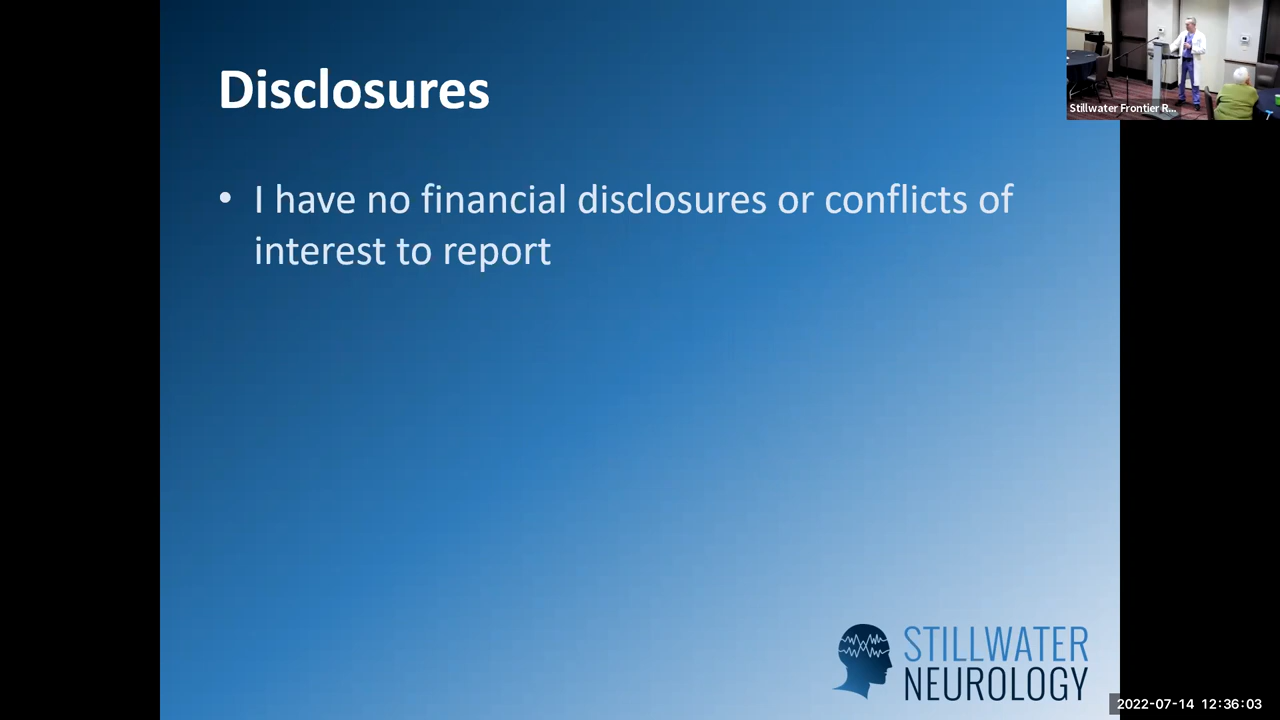 Disclosures
Stillwater Frontier R...
• I have no financial disclosures or conflicts of
interest to report
STILLWATER
NEUROLOGY
2022-07-14 12:36:03